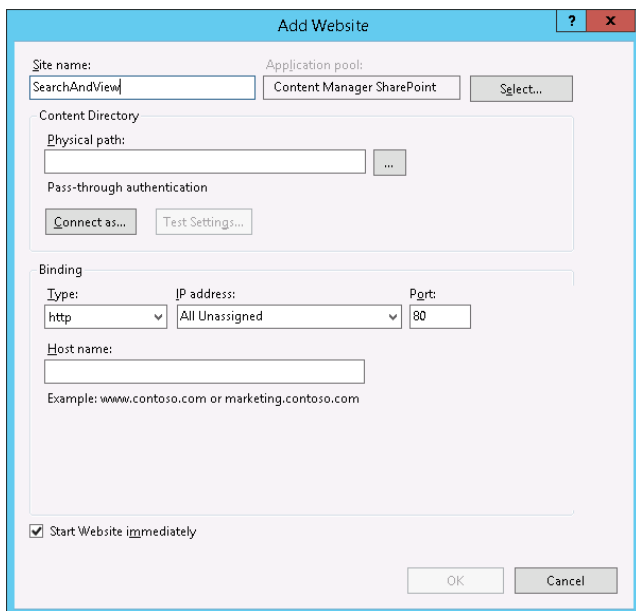 Add Website
? x
Site name: Application pool:
SearchAndView Content Manager SharePoint Select...
Content Directory
Physical path:
...
Pass-through authentication
Connect as... Test Settings...
Binding
Type: IP address: Port:
http All Unassigned 80
Host name:
Example: www.contoso.com or marketing.contoso.com
Start Website immediately
OK Cancel